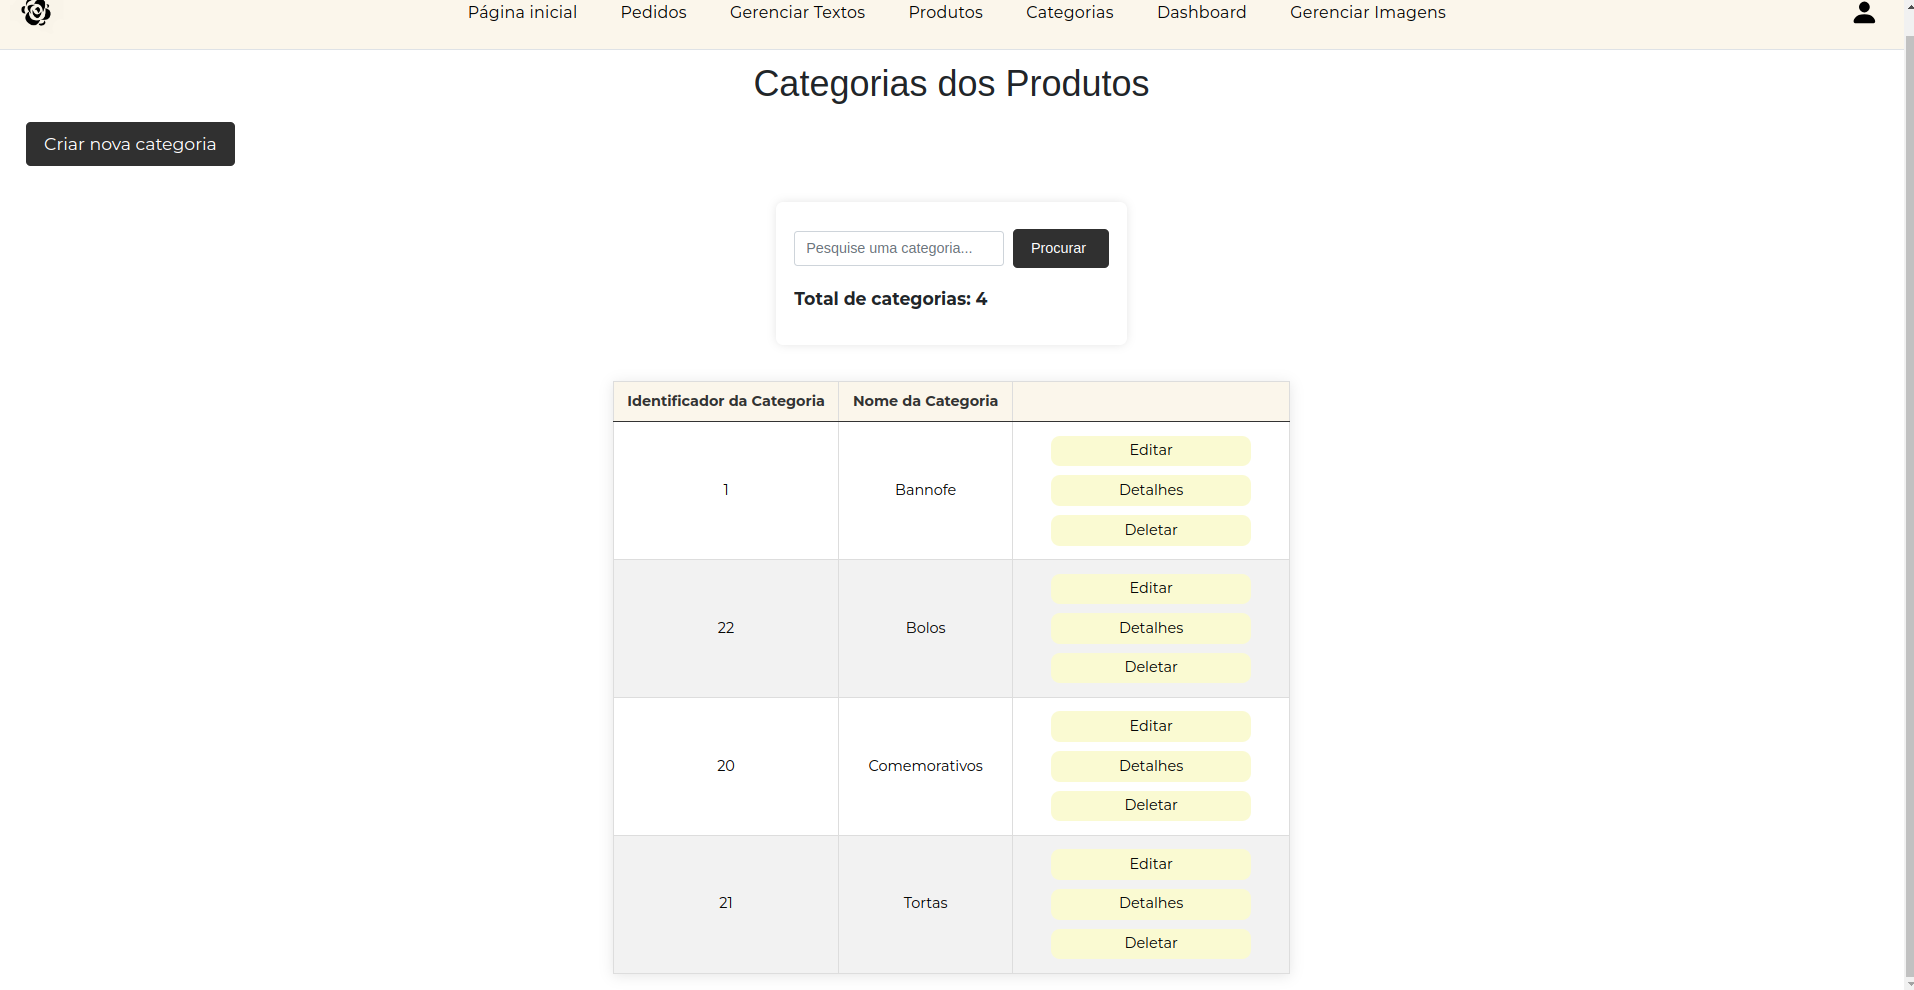 Página inicial Pedidos Gerenciar Textos Produtos Categorias Dashboard Gerenciar Imagens
Categorias dos Produtos
Criar nova categoria
Pesquise uma categoria... Procurar
Total de categorias: 4
Identificador da Categoria Nome da Categoria
Editar
1 Bannofe Detalhes
Deletar
Editar
22 Bolos Detalhes
Deletar
Editar
20 Comemorativos Detalhes
Deletar
Editar
21 Tortas Detalhes
Deletar